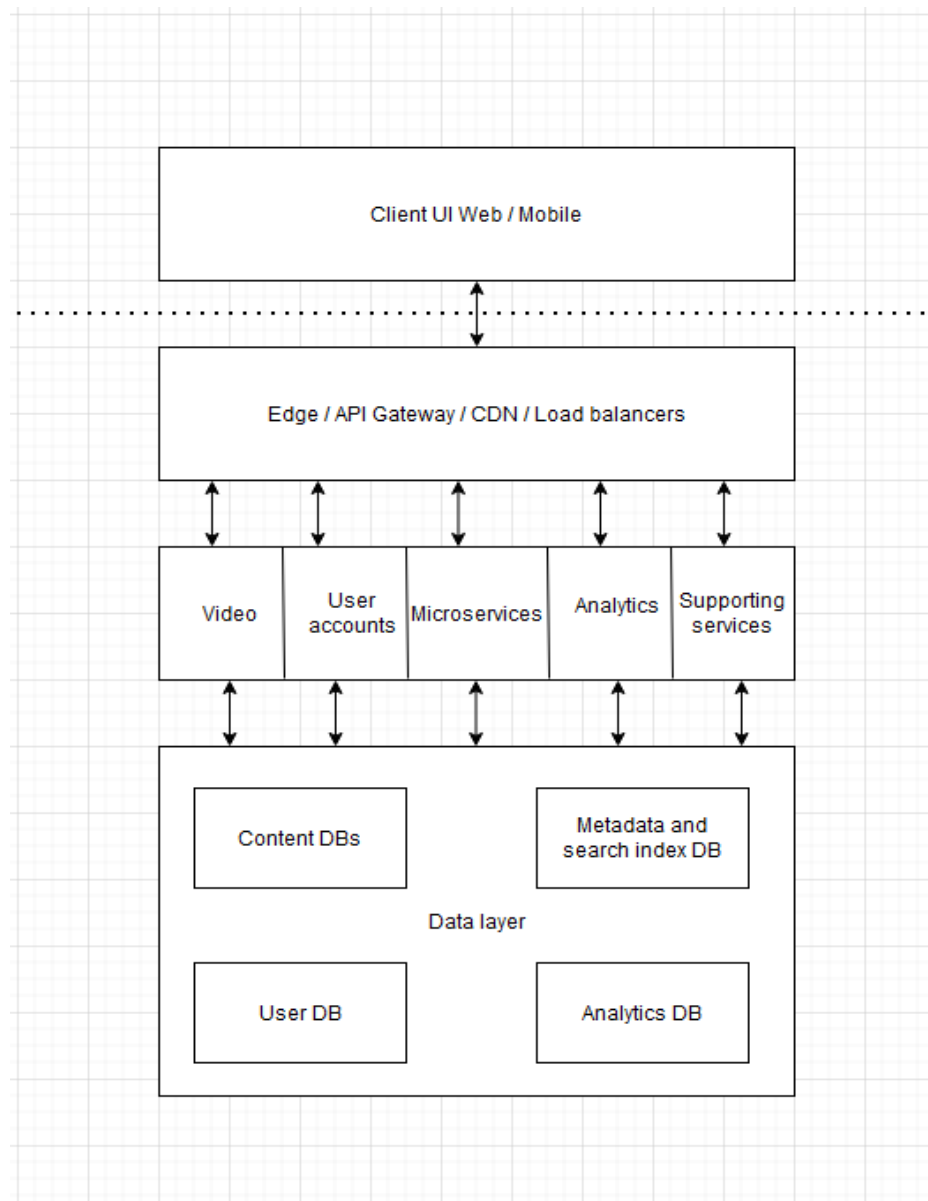 Client UI Web / Mobile
Edge / API Gateway / CDN / Load balancers
Video
User
accounts
Microservices
Analytics
Supporting
services
Content DBs
Metadata and
search index DB
Data layer
User DB
Analytics DB